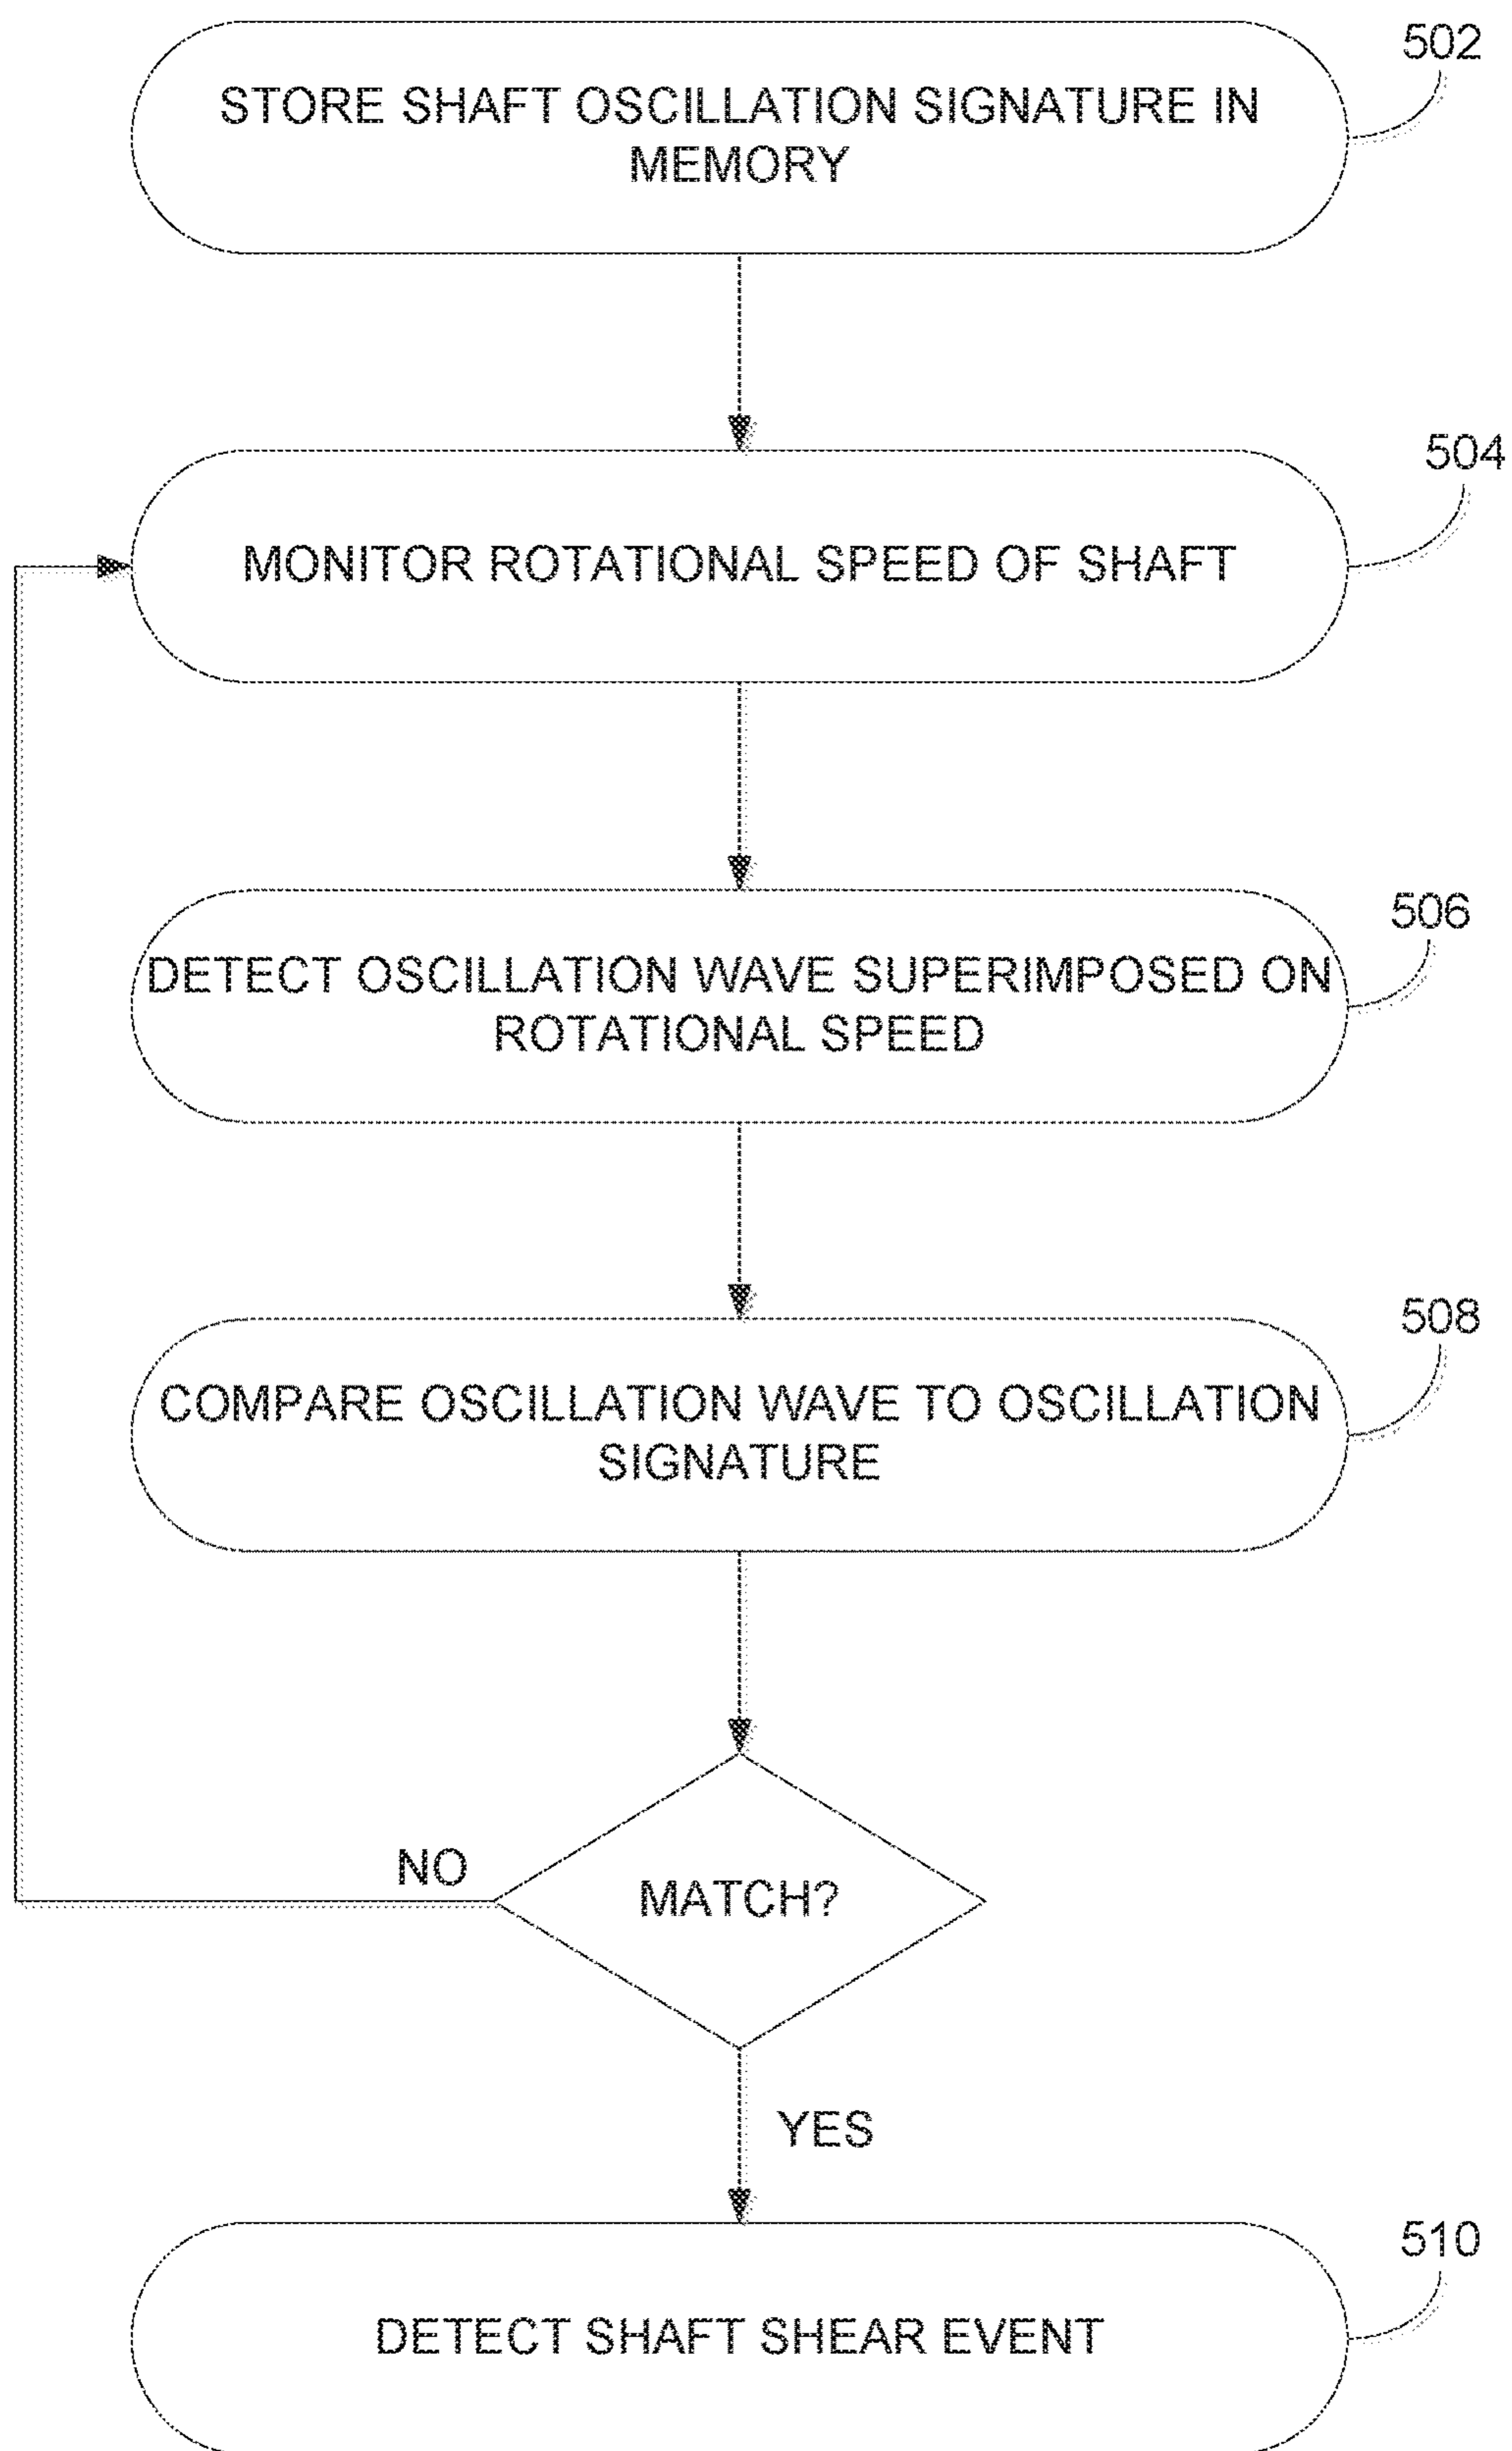 502
STORE SHAFT OSCILLATION SIGNATURE IN
MEMORY
504
MONITOR ROTATIONAL SPEED OF SHAFT
506
DETECT OSCILLATION WAVE SUPERIMPOSED ON
ROTATIONAL SPEED
508
COMPARE OSCILLATION WAVE TO OSCILLATION
SIGNATURE
NO
MATCH?
YES
510
DETECT SHAFT SHEAR EVENT